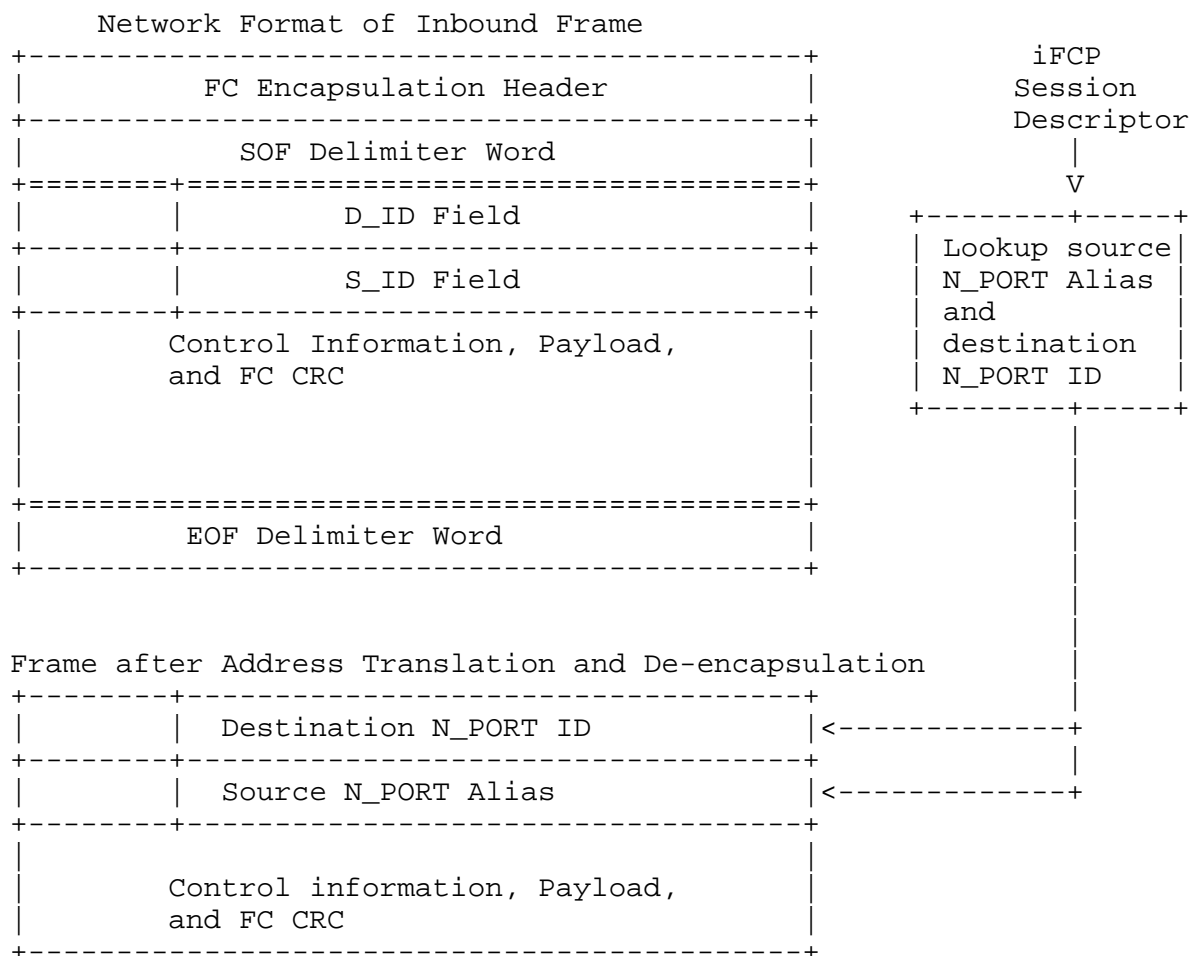 Network Format of Inbound Frame
FC Encapsulation Header
SOF Delimiter Word
D_ID Field
S_ID Field
Control Information, Payload,
and FC CRC
EOF Delimiter Word
iFCP
Session
Descriptor
V
Lookup source
N_PORT Alias
and
destination
N_PORT ID
Frame after Address Translation and De-encapsulation
Destination N_PORT ID
Source N_PORT Alias
Control information, Payload,
and FC CRC